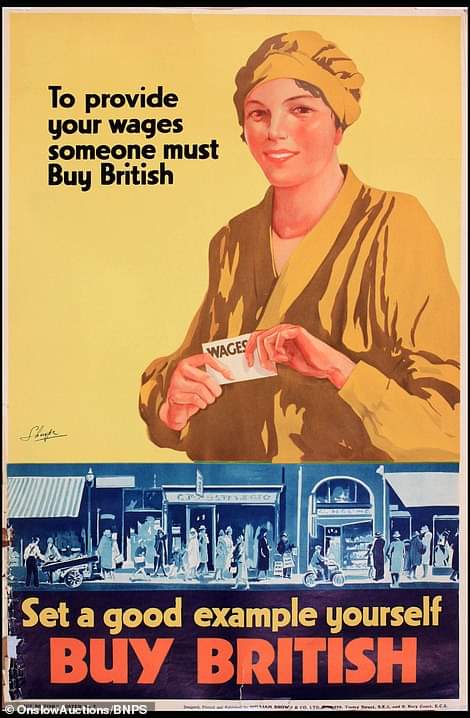 To provide
your wages
someone must
Buy British
WAGES
Set a good example yourself
BUY BRITISH
© OnslowAuctions/BNPS